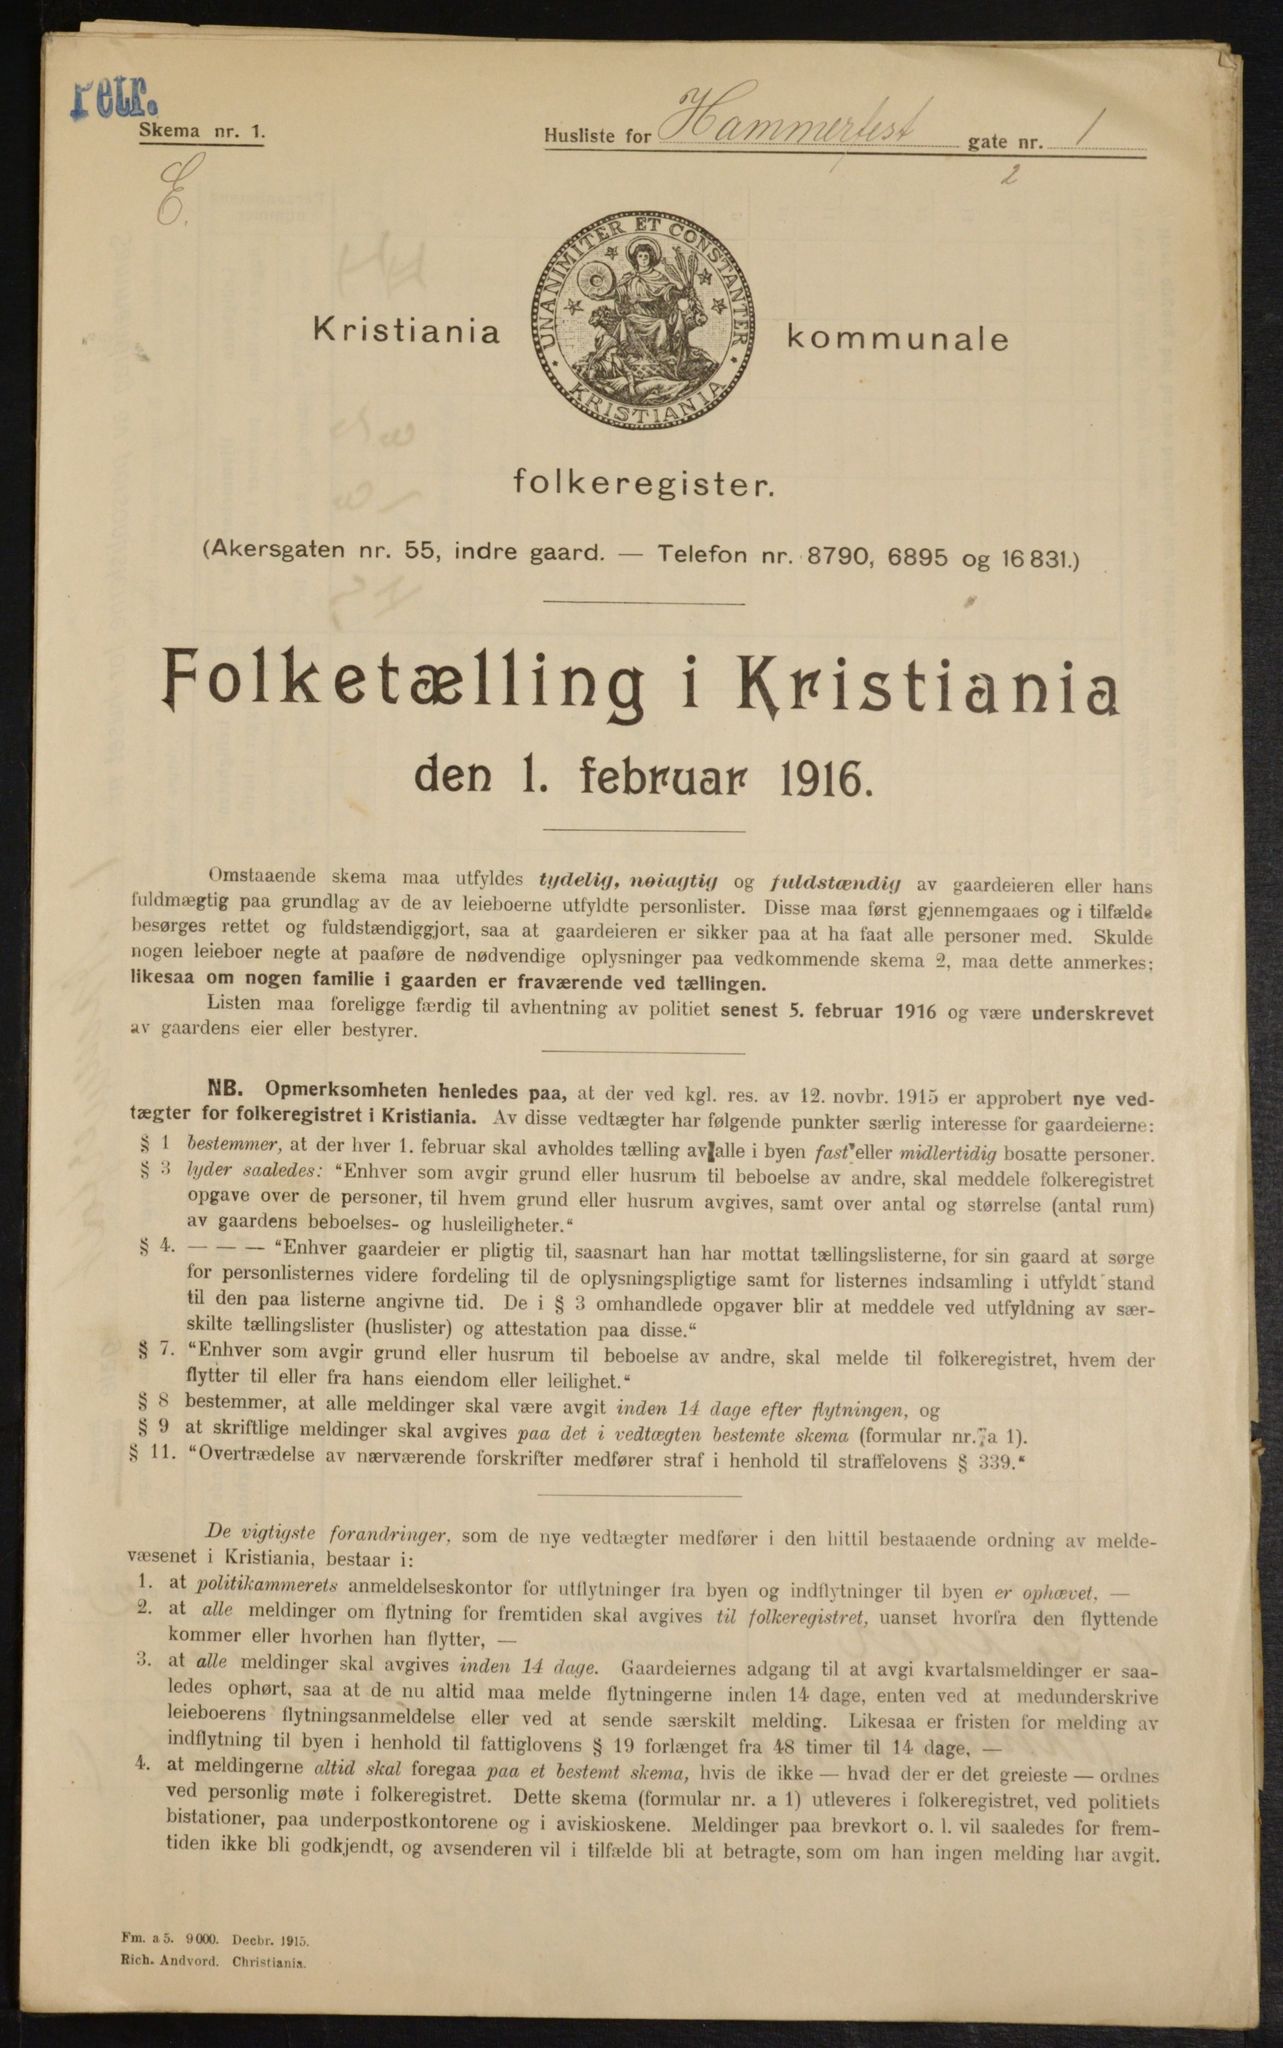 Petr.
Skema nr. 1.
Husliste for Hammerfest gate nr. 1
2
E.
UNANIMITER ET CONSTANTER
KRISTIANIA
Kristiania kommunale
folkeregister.
(Akersgaten nr. 55, indre gaard. — Telefon nr. 8790, 6895 og 16 831.)
Folketælling i Kristiania
den 1. februar 1916.
Omstaaende skema maa utfyldes tydelig, nøiagtig og fuldstændig av gaardeieren eller hans
fuldmægtig paa grundlag av de av leieboerne utfyldte personlister. Disse maa først gjennemgaaes og i tilfælde
besørges rettet og fuldstændiggjort, saa at gaardeieren er sikker paa at ha faat alle personer med. Skulde
nogen leieboer negte at paaføre de nødvendige oplysninger paa vedkommende skema 2, maa dette anmerkes;
likesaa om nogen familie i gaarden er fraværende ved tællingen.
Listen maa foreligge færdig til avhentning av politiet senest 5. februar 1916 og være underskrevet
av gaardens eier eller bestyrer.
NB. Opmerksomheten henledes paa, at der ved kgl. res. av 12. novbr. 1915 er approbert nye ved-
tægter for folkeregistret i Kristiania. Av disse vedtægter har følgende punkter særlig interesse for gaardeierne:
§ 1 bestemmer, at der hver 1. februar skal avholdes tælling av alle i byen fast eller midlertidig bosatte personer.
§ 3 lyder saaledes: "Enhver som avgir grund eller husrum til beboelse av andre, skal meddele folkeregistret
opgave over de personer, til hvem grund eller husrum avgives, samt over antal og størrelse (antal rum)
av gaardens beboelses- og husleiligheter."
§ 4. — — — "Enhver gaardeier er pligtig til, saasnart han har mottat tællingslisterne, for sin gaard at sørge
for personlisternes videre fordeling til de oplysningspligtige samt for listernes indsamling i utfyldt stand
til den paa listerne angivne tid. De i § 3 omhandlede opgaver blir at meddele ved utfyldning av sær-
skilte tællingslister (huslister) og attestation paa disse."
§ 7. "Enhver som avgir grund eller husrum til beboelse av andre, skal melde til folkeregistret, hvem der
flytter til eller fra hans eiendom eller leilighet."
§ 8 bestemmer, at alle meldinger skal være avgit inden 14 dage efter flytningen, og
§ 9 at skriftlige meldinger skal avgives paa det i vedtægten bestemte skema (formular nr. a 1).
§ 11. "Overtrædelse av nærværende forskrifter medfører straf i henhold til straffelovens § 339."
De vigtigste forandringer, som de nye vedtægter medfører i den hittil bestaaende ordning av melde-
væsenet i Kristiania, bestaar i:
1. at politikammerets anmeldelseskontor for utflytninger fra byen og indflytninger til byen er ophævet, —
2. at alle meldinger om flytning for fremtiden skal avgives til folkeregistret, uanset hvorfra den flyttende
kommer eller hvorhen han flytter, —
3. at alle meldinger skal avgives inden 14 dage. Gaardeiernes adgang til at avgi kvartalsmeldinger er saa-
ledes ophørt, saa at de nu altid maa melde flytningerne inden 14 dage, enten ved at medunderskrive
leieboerens flytningsanmeldelse eller ved at sende særskilt melding. Likesaa er fristen for melding av
indflytning til byen i henhold til fattiglovens § 19 forlænget fra 48 timer til 14 dage, —
4. at meldingerne altid skal foregaa paa et bestemt skema, hvis de ikke — hvad der er det greieste — ordnes
ved personlig møte i folkeregistret. Dette skema (formular nr. a 1) utleveres i folkeregistret, ved politiets
bistationer, paa underpostkontorene og i aviskioskene. Meldinger paa brevkort o. l. vil saaledes for frem-
tiden ikke bli godkjendt, og avsenderen vil i tilfælde bli at betragte, som om han ingen melding har avgit.
Fm. a 5. 9 000. Decbr. 1915.
Rich. Andvord. Christiania.